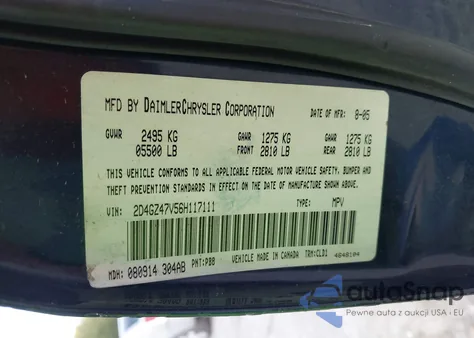 MFD BY DAIMLERCHRYSLER CORPORATION DATE OF MFR: 8-05
GVWR 2495 KG GAWR 1275 KG GAWR 1275 KG
05500 LB FRONT 2810 LB REAR 2810 LB
THIS VEHICLE CONFORMS TO ALL APPLICABLE FEDERAL MOTOR VEHICLE SAFETY, BUMPER AND
THEFT PREVENTION STANDARDS IN EFFECT ON THE DATE OF MANUFACTURE SHOWN ABOVE.
VIN: 2D4GZ47V56H117111 TYPE: MPV
MDH: 080914 304AB PNT:PBB VEHICLE MADE IN CANADA TRM:CLD1 4848104
autoSnap
Pewne auta z aukcji USA - EU